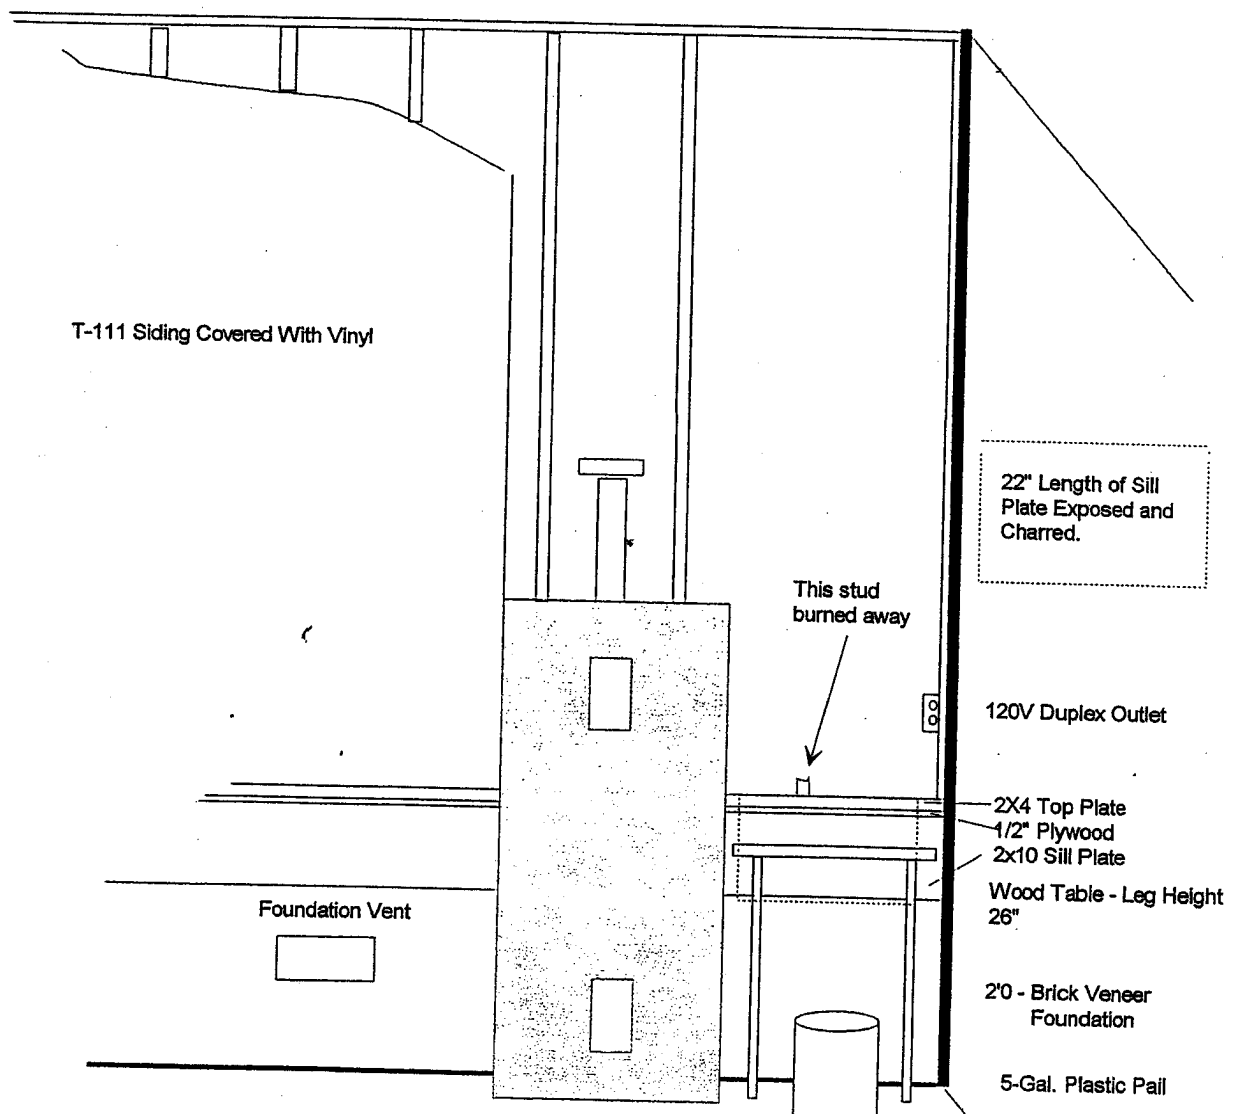 T-111 Siding Covered With Vinyl
22" Length of Sill
Plate Exposed and
Charred.
This stud
burned away
120V Duplex Outlet
2X4 Top Plate
1/2" Plywood
2x10 Sill Plate
Wood Table - Leg Height
26"
Foundation Vent
2'0 - Brick Veneer
Foundation
5-Gal. Plastic Pail